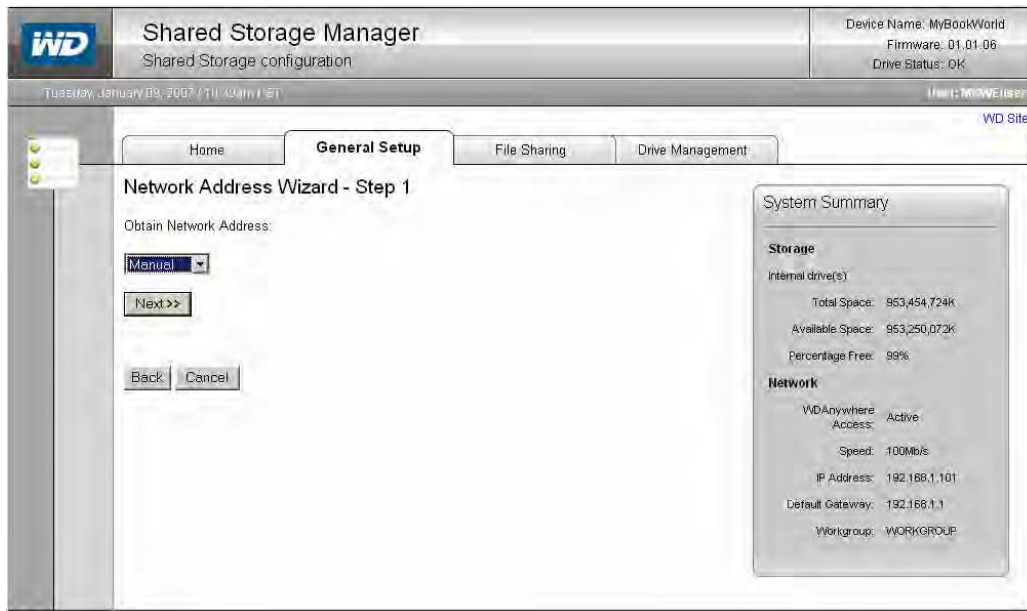 WD
Shared Storage Manager
Shared Storage configuration
Device Name: MyBookWorld
Firmware: 01.01.06
Drive Status: OK
Tuesday, January 09, 2007 /
WD Site
Home
General Setup
File Sharing
Drive Management
Network Address Wizard - Step 1
Obtain Network Address:
Manual
Next >>
Back Cancel
System Summary
Storage
Internal drive(s)
Total Space: 953,454,724K
Available Space: 953,250,072K
Percentage Free: 99%
Network
WDAnywhere
Access: Active
Speed: 100Mb/s
IP Address: 192.168.1.101
Default Gateway: 192.168.1.1
Workgroup: WORKGROUP